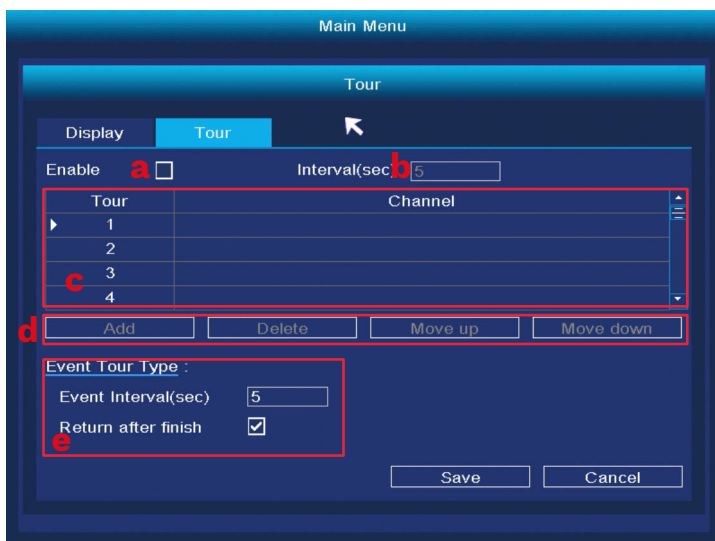 Main Menu
Tour
Display Tour
Enable a Interval(sec) b 5
Tour Channel
1
2
3
c
4
d Add Delete Move up Move down
Event Tour Type :
Event Interval(sec) 5
Return after finish
e
Save Cancel